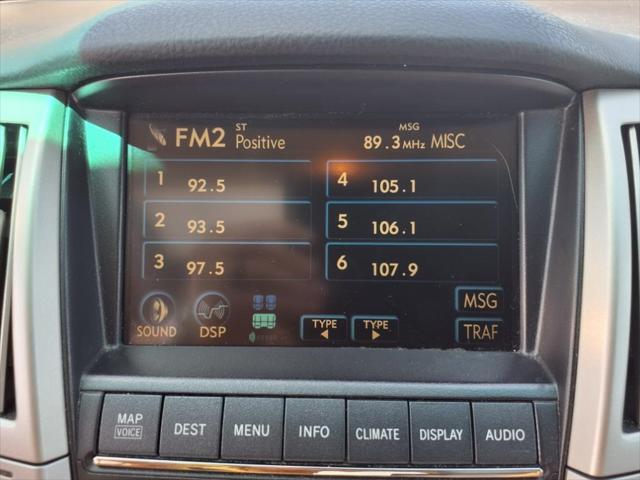 FM2 ST Positive MSG 89.3 MHz MISC
1 92.5
4 105.1
2 93.5
5 106.1
3 97.5
6 107.9
MSG
SOUND DSP TYPE TYPE TRAF
MAP VOICE DEST MENU INFO CLIMATE DISPLAY AUDIO